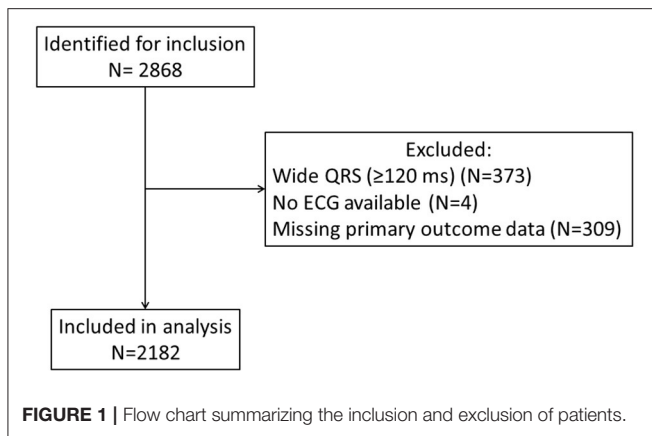 Identified for inclusion
N= 2868
Excluded:
Wide QRS (≥120 ms) (N=373)
No ECG available (N=4)
Missing primary outcome data (N=309)
Included in analysis
N=2182
FIGURE 1 | Flow chart summarizing the inclusion and exclusion of patients.